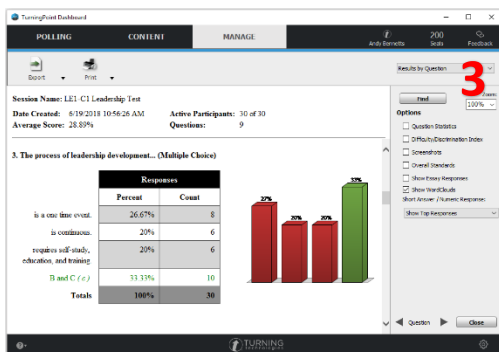 TurningPoint Dashboard
POLLING CONTENT MANAGE
Andy Bernotts 200 Seats Feedback
Export Print
Results by Question
3
Session Name: LE1-C1 Leadership Test
Date Created: 6/19/2018 10:56:26 AM Active Participants: 30 of 30
Average Score: 28.89% Questions: 9
Find
Zoom
100%
Options
Question Statistics
Difficulty/Discrimination Index
Screenshots
Overall Standards
Show Essay Responses
Show WordClouds
Short Answer / Numeric Response:
Show Top Responses
3. The process of leadership development... (Multiple Choice)
Responses
Percent Count
is a one time event. 26.67% 8
is continuous. 20% 6
requires self-study, 20% 6
education, and training.
B and C (c) 33.33% 10
Totals 100% 30
27% 20% 20% 33%
Question Close
TURNING
technologies